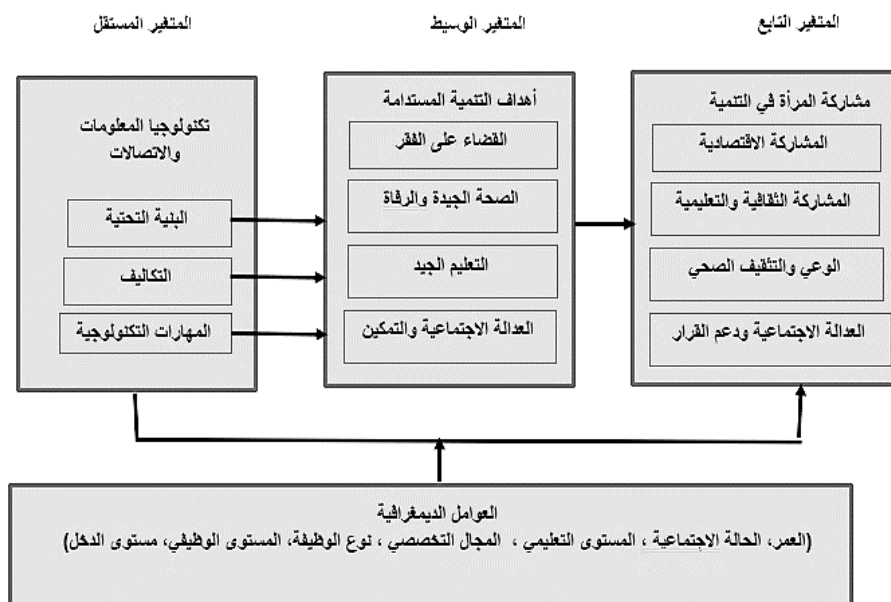 المتغير المستقل
المتغير الوسيط
المتغير التابع
تكنولوجيا المعلومات
والاتصالات
البنية التحتية
التكاليف
المهارات التكنولوجية
أهداف التنمية المستدامة
القضاء على الفقر
الصحة الجيدة والرفاة
التعليم الجيد
العدالة الاجتماعية والتمكين
مشاركة المرأة في التنمية
المشاركة الاقتصادية
المشاركة الثقافية والتعليمية
الوعي والتثقيف الصحي
العدالة الاجتماعية ودعم القرار
العوامل الديمغرافية
(العمر، الحالة الاجتماعية ، المستوى التعليمي ، المجال التخصصي ، نوع الوظيفة، المستوى الوظيفي، مستوى الدخل)